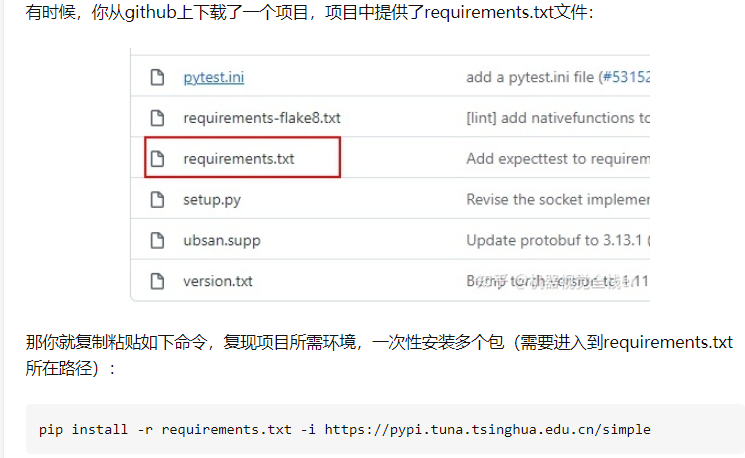 有时候，你从github上下载了一个项目，项目中提供了requirements.txt文件：
pytest.ini add a pytest.ini file (#53152
requirements-flake8.txt [lint] add nativefunctions to
requirements.txt Add expecttest to requirem
setup.py Revise the socket implemen
ubsan.supp Update protobuf to 3.13.1 (
version.txt Bump torch version to 1.11
那你就复制粘贴如下命令，复现项目所需环境，一次性安装多个包（需要进入到requirements.txt
所在路径）：
pip install -r requirements.txt -i https://pypi.tuna.tsinghua.edu.cn/simple